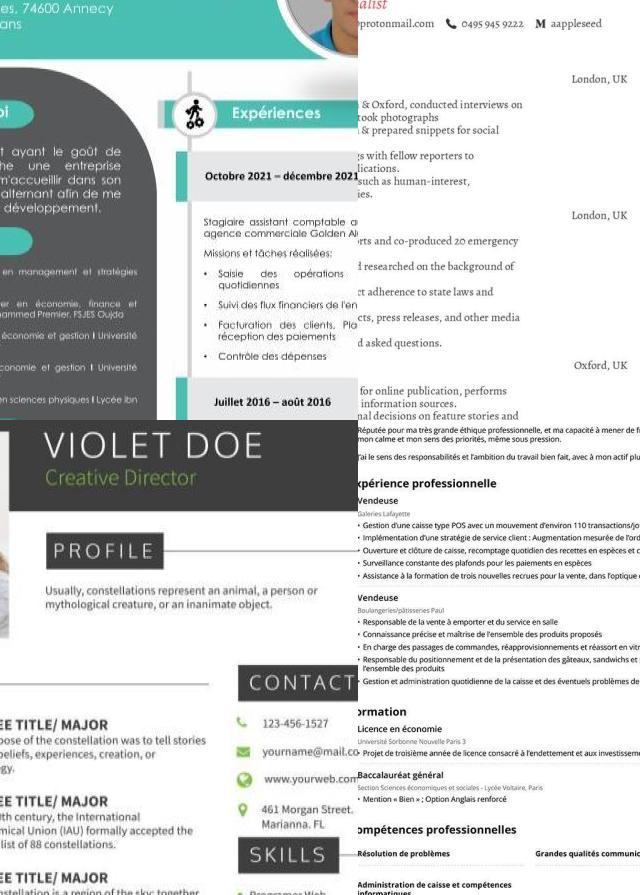 es, 74600 Annecy
ans
oi
t ayant le goût de
he une entreprise
m'accueillir dans son
alternant afin de me
développement.
en management et stratégies
er en économie, finance et
hammed Premier, FSJES Oujda
économie et gestion I Université
conomie et gestion I Université
en sciences physiques I Lycée Ibn
Expériences
Octobre 2021 – décembre 2021
Stagiaire assistant comptable a
agence commerciale Golden Al
Missions et tâches réalisées:
• Saisie des opérations
quotidiennes
• Suivi des flux financiers de l'en
• Facturation des clients, Pla
réception des paiements
• Contrôle des dépenses
Juillet 2016 – août 2016
alist
protonmail.com 0495 945 9222 M aappleseed
London, UK
& Oxford, conducted interviews on
took photographs
& prepared snippets for social
gs with fellow reporters to
lications.
such as human-interest,
ies.
London, UK
rts and co-produced 20 emergency
d researched on the background of
ct adherence to state laws and
cts, press releases, and other media
d asked questions.
Oxford, UK
for online publication, performs
information sources.
nal decisions on feature stories and
VIOLET DOE
Creative Director
PROFILE
Usually, constellations represent an animal, a person or
mythological creature, or an inanimate object.
EE TITLE/ MAJOR
pose of the constellation was to tell stories
beliefs, experiences, creation, or
gy.
EE TITLE/ MAJOR
th century, the International
mical Union (IAU) formally accepted the
list of 88 constellations.
EE TITLE/ MAJOR
nstellation is a region of the sky; together
CONTACT
123-456-1527
yourname@mail.co
www.yourweb.com
461 Morgan Street.
Marianna. FL
SKILLS
Programes Web
Réputée pour ma très grande éthique professionnelle, et ma capacité à mener de fr
mon calme et mon sens des priorités, même sous pression.
J'ai le sens des responsabilités et l'ambition du travail bien fait, avec à mon actif plu
xpérience professionnelle
Vendeuse
Galeries Lafayette
• Gestion d'une caisse type POS avec un mouvement d'environ 110 transactions/jo
• Implémentation d'une stratégie de service client : Augmentation mesurée de l'ord
• Ouverture et clôture de caisse, recomptage quotidien des recettes en espèces et c
• Surveillance constante des plafonds pour les paiements en espèces
• Assistance à la formation de trois nouvelles recrues pour la vente, dans l'optique d
Vendeuse
Boulangeries/pâtisseries Paul
• Responsable de la vente à emporter et du service en salle
• Connaissance précise et maîtrise de l'ensemble des produits proposés
• En charge des passages de commandes, réapprovisionnements et réassort en vitr
• Responsable du positionnement et de la présentation des gâteaux, sandwichs et p
l'ensemble des produits
• Gestion et administration quotidienne de la caisse et des éventuels problèmes de
ormation
Licence en économie
Université Sorbonne Nouvelle Paris 3
• Projet de troisième année de licence consacré à l'endettement et aux investisseme
Baccalauréat général
Section Sciences économiques et sociales - Lycée Voltaire, Paris
• Mention « Bien » ; Option Anglais renforcé
ompétences professionnelles
Résolution de problèmes Grandes qualités communic
Administration de caisse et compétences
informatiques